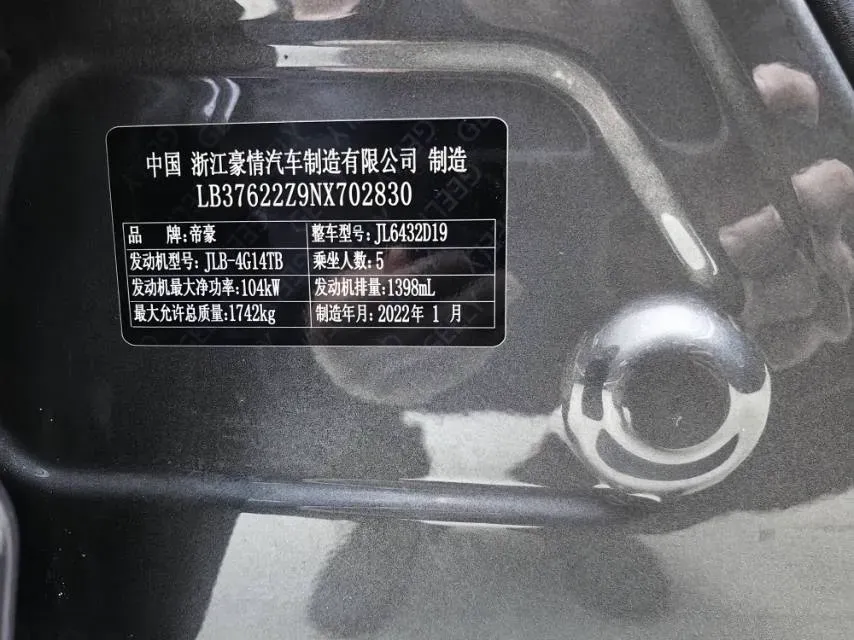 中国 浙江豪情汽车制造有限公司 制造
LB37622Z9NX702830
品 牌:帝豪 整车型号:JL6432D19
发动机型号:JLB-4G14TB 乘坐人数:5
发动机最大净功率:104kW 发动机排量:1398mL
最大允许总质量:1742kg 制造年月:2022年 1 月